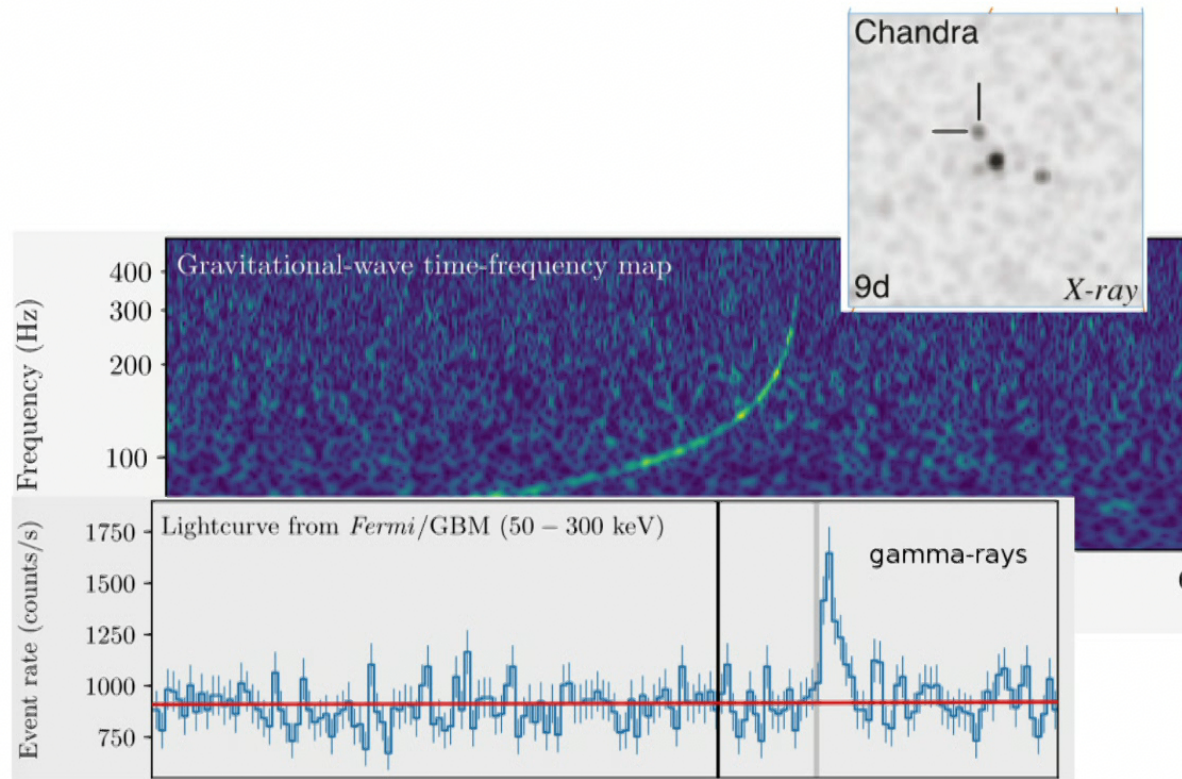 Chandra
9d
X-ray
Gravitational-wave time-frequency map
Frequency (Hz)
400
300
200
100
Lightcurve from Fermi/GBM (50 – 300 keV)
gamma-rays
Event rate (counts/s)
1750
1500
1250
1000
750